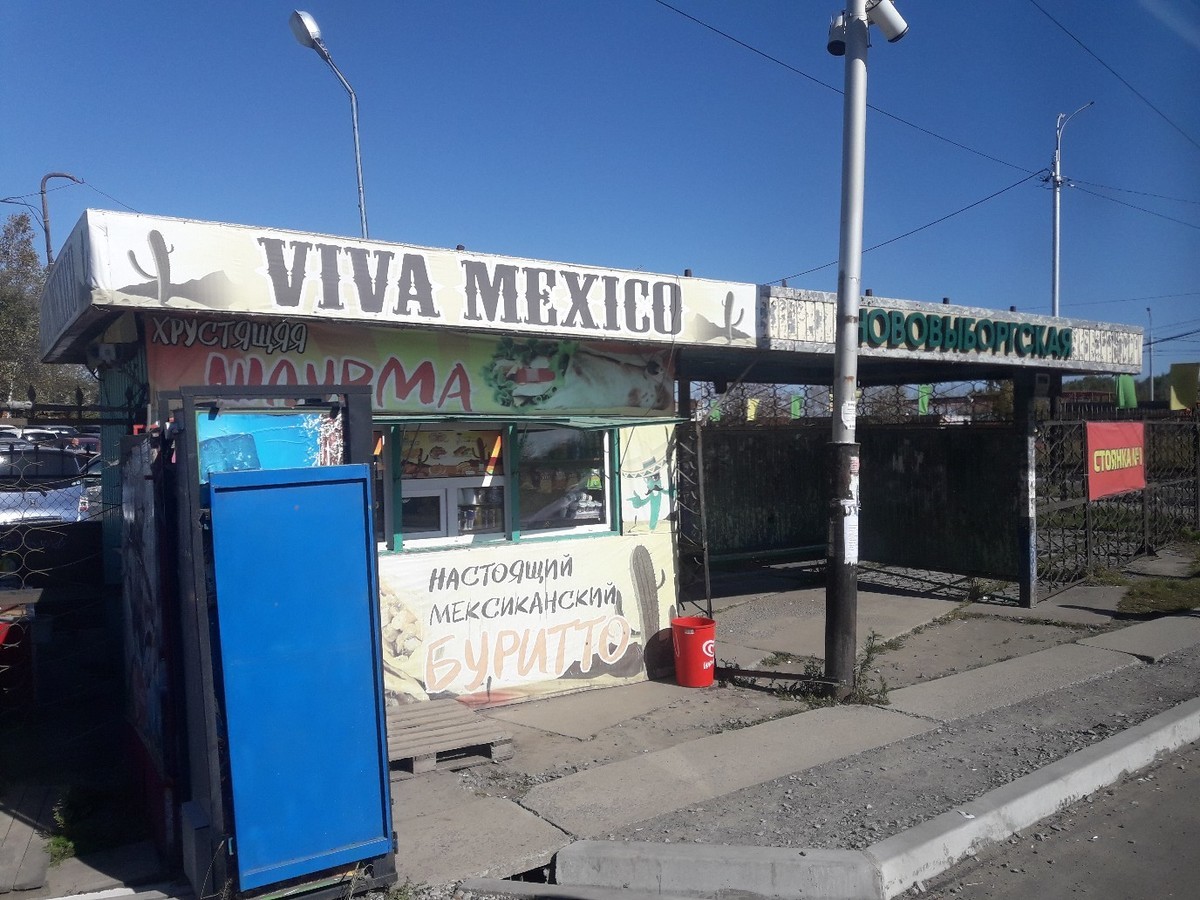 VIVA MEXICO
НОВОВЫБОРГСКАЯ
ХРУСТЯЩАЯ
ШАУРМА
СТОЯНКА №1
НАСТОЯЩИЙ
МЕКСИКАНСКИЙ
БУРИТТО